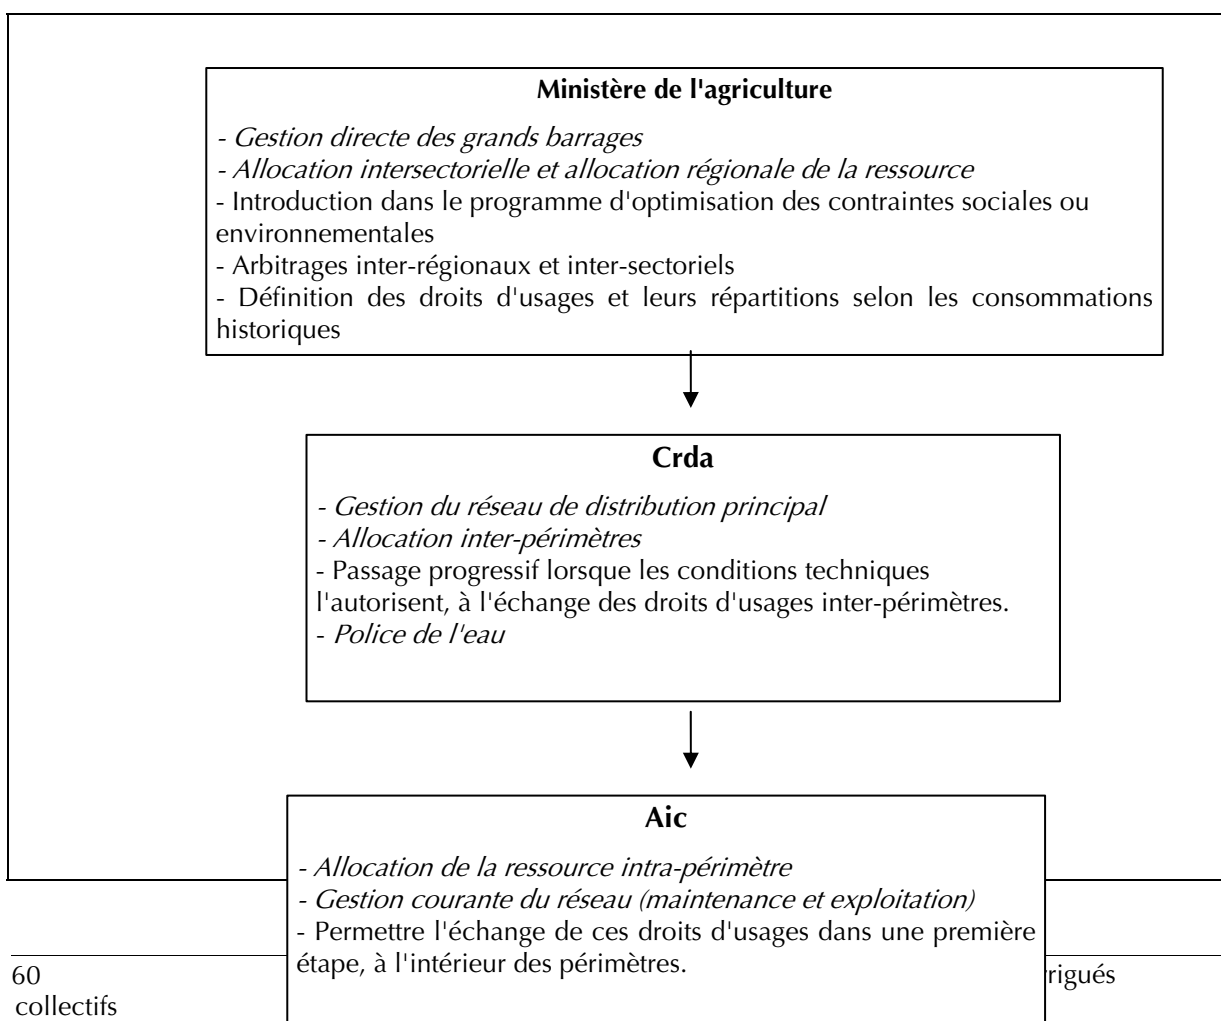 Ministère de l'agriculture
- Gestion directe des grands barrages
- Allocation intersectorielle et allocation régionale de la ressource
- Introduction dans le programme d'optimisation des contraintes sociales ou
environnementales
- Arbitrages inter-régionaux et inter-sectoriels
- Définition des droits d'usages et leurs répartitions selon les consommations
historiques
Crda
- Gestion du réseau de distribution principal
- Allocation inter-périmètres
- Passage progressif lorsque les conditions techniques
l'autorisent, à l'échange des droits d'usages inter-périmètres.
- Police de l'eau
Aic
- Allocation de la ressource intra-périmètre
- Gestion courante du réseau (maintenance et exploitation)
- Permettre l'échange de ces droits d'usages dans une première
étape, à l'intérieur des périmètres.
60 rigués
collectifs